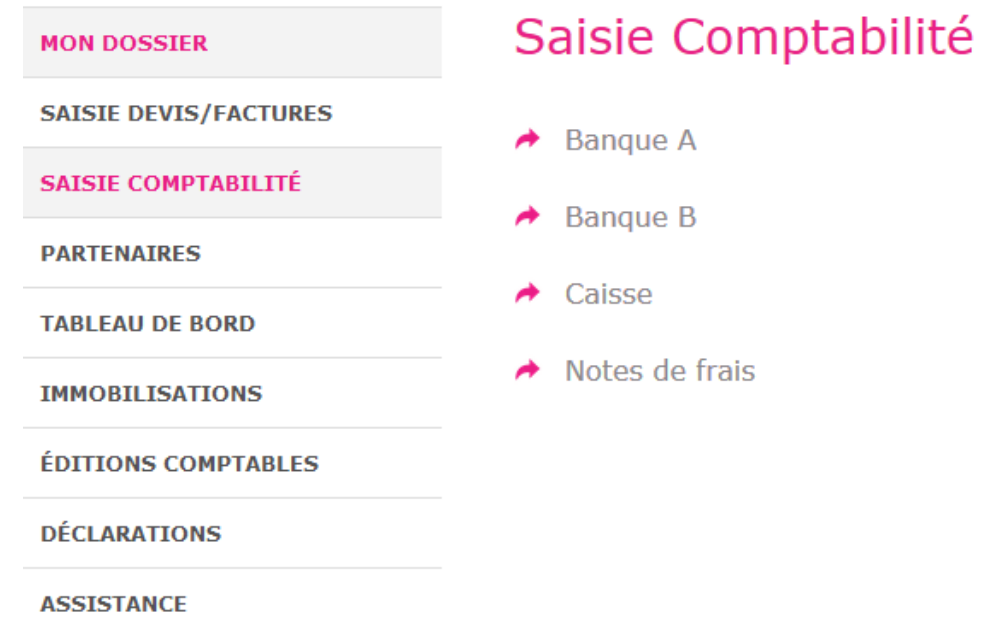 MON DOSSIER
SAISIE DEVIS/FACTURES
SAISIE COMPTABILITÉ
PARTENAIRES
TABLEAU DE BORD
IMMOBILISATIONS
ÉDITIONS COMPTABLES
DÉCLARATIONS
ASSISTANCE
Saisie Comptabilité
Banque A
Banque B
Caisse
Notes de frais